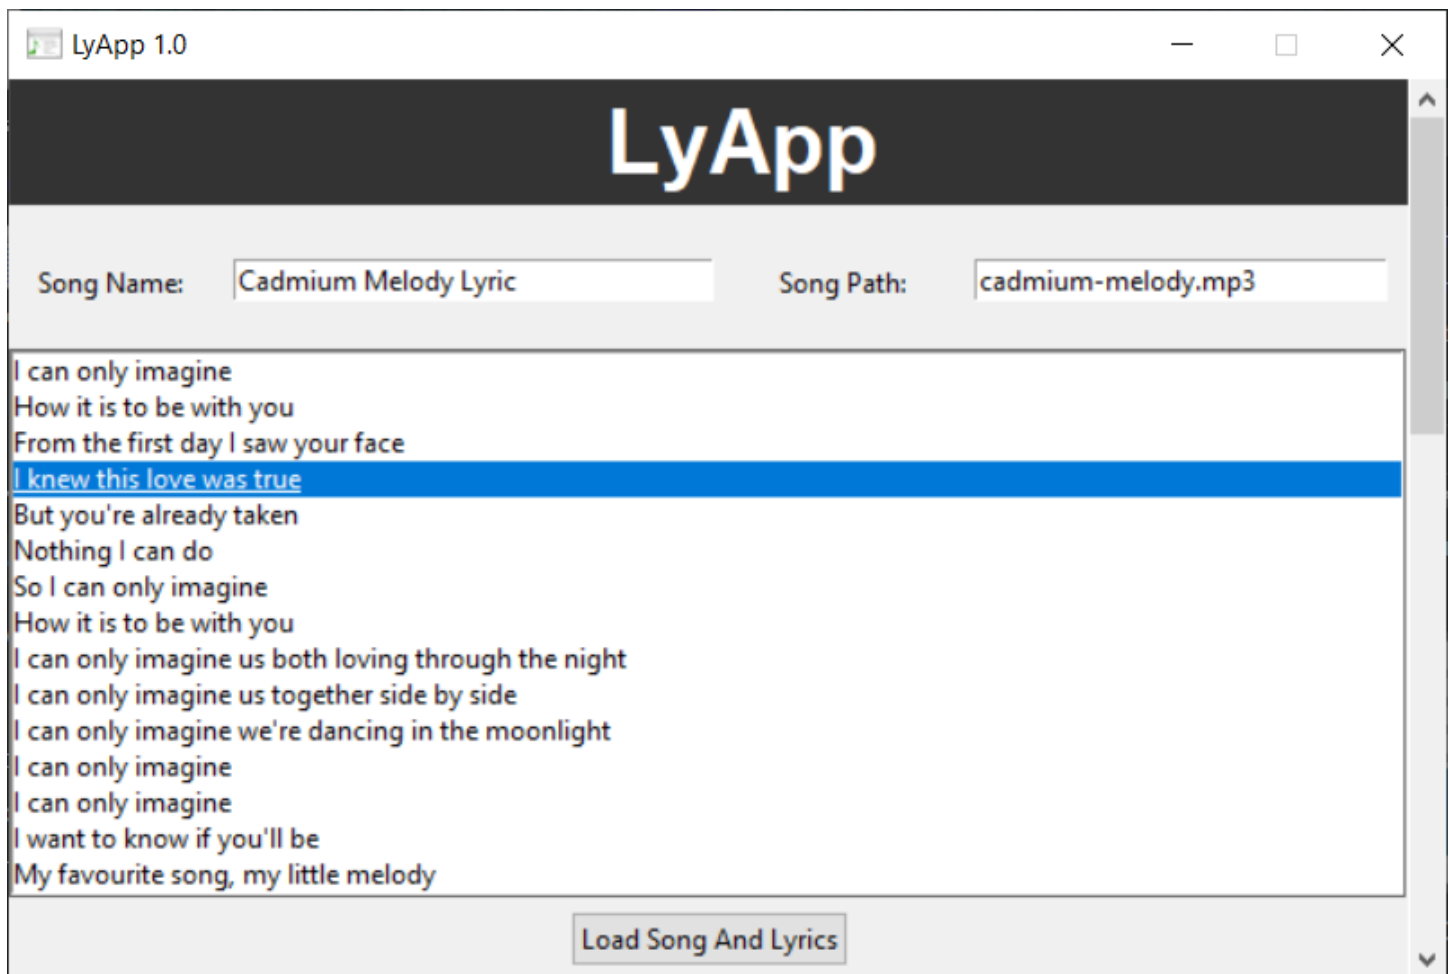 LyApp 1.0
LyApp
Song Name: Cadmium Melody Lyric Song Path: cadmium-melody.mp3
I can only imagine
How it is to be with you
From the first day I saw your face
I knew this love was true
But you're already taken
Nothing I can do
So I can only imagine
How it is to be with you
I can only imagine us both loving through the night
I can only imagine us together side by side
I can only imagine we're dancing in the moonlight
I can only imagine
I can only imagine
I want to know if you'll be
My favourite song, my little melody
Load Song And Lyrics